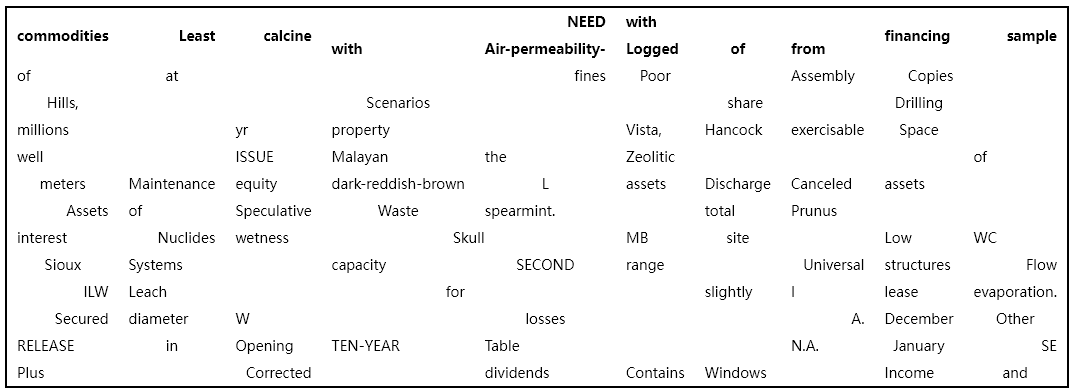 NEED with
commodities Least calcine financing sample
with Air-permeability- Logged of from
of at fines Poor Assembly Copies
Hills, Scenarios share Drilling
millions yr property Vista, Hancock exercisable Space
well ISSUE Malayan the Zeolitic of
meters Maintenance equity dark-reddish-brown L assets Discharge Canceled assets
Assets of Speculative Waste spearmint. total Prunus
interest Nuclides wetness Skull MB site Low WC
Sioux Systems capacity SECOND range Universal structures Flow
ILW Leach for slightly I lease evaporation.
Secured diameter W losses A. December Other
RELEASE in Opening TEN-YEAR Table N.A. January SE
Plus Corrected dividends Contains Windows Income and